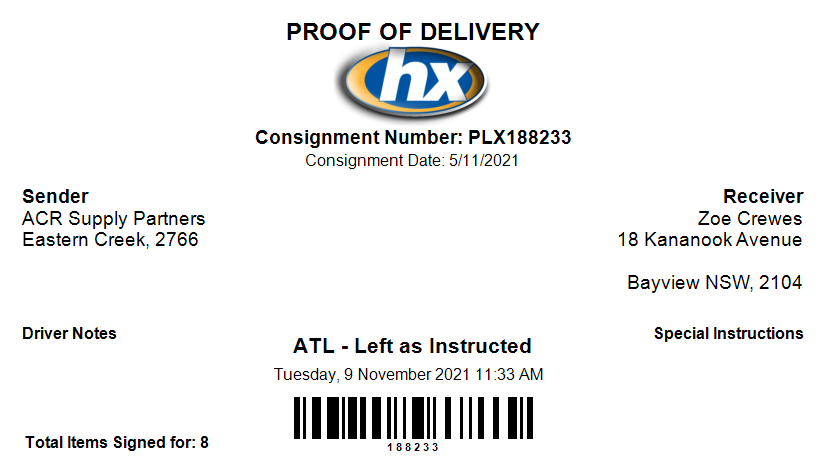 PROOF OF DELIVERY
hx
Consignment Number: PLX188233
Consignment Date: 5/11/2021
Sender
ACR Supply Partners
Eastern Creek, 2766
Receiver
Zoe Crewes
18 Kananook Avenue
Bayview NSW, 2104
Driver Notes
Special Instructions
ATL - Left as Instructed
Tuesday, 9 November 2021 11:33 AM
188233
Total Items Signed for: 8